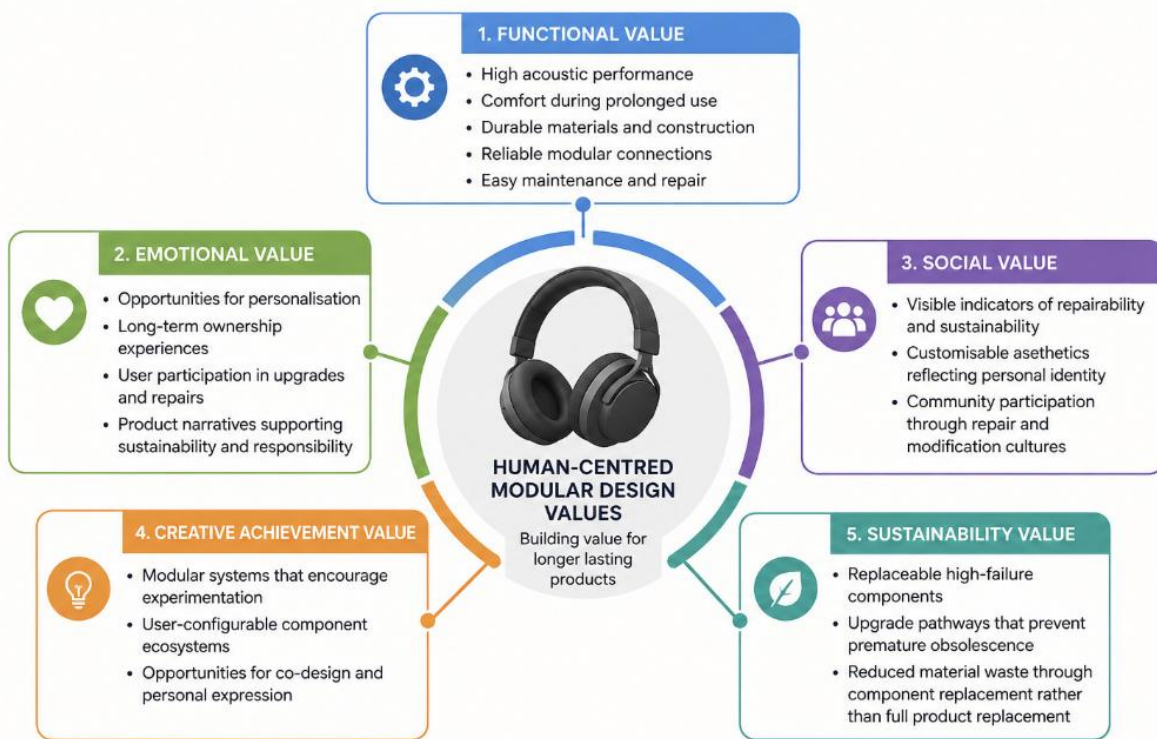 1. FUNCTIONAL VALUE
• High acoustic performance
• Comfort during prolonged use
• Durable materials and construction
• Reliable modular connections
• Easy maintenance and repair
2. EMOTIONAL VALUE
• Opportunities for personalisation
• Long-term ownership
experiences
• User participation in upgrades
and repairs
• Product narratives supporting
sustainability and responsibility
3. SOCIAL VALUE
• Visible indicators of repairability
and sustainability
• Customisable asethetics
reflecting personal identity
• Community participation
through repair and
modification cultures
HUMAN-CENTRED
MODULAR DESIGN
VALUES
Building value for
longer lasting
products
4. CREATIVE ACHIEVEMENT VALUE
• Modular systems that encourage
experimentation
• User-configurable component
ecosystems
• Opportunities for co-design and
personal expression
5. SUSTAINABILITY VALUE
• Replaceable high-failure
components
• Upgrade pathways that prevent
premature obsolescence
• Reduced material waste through
component replacement rather
than full product replacement